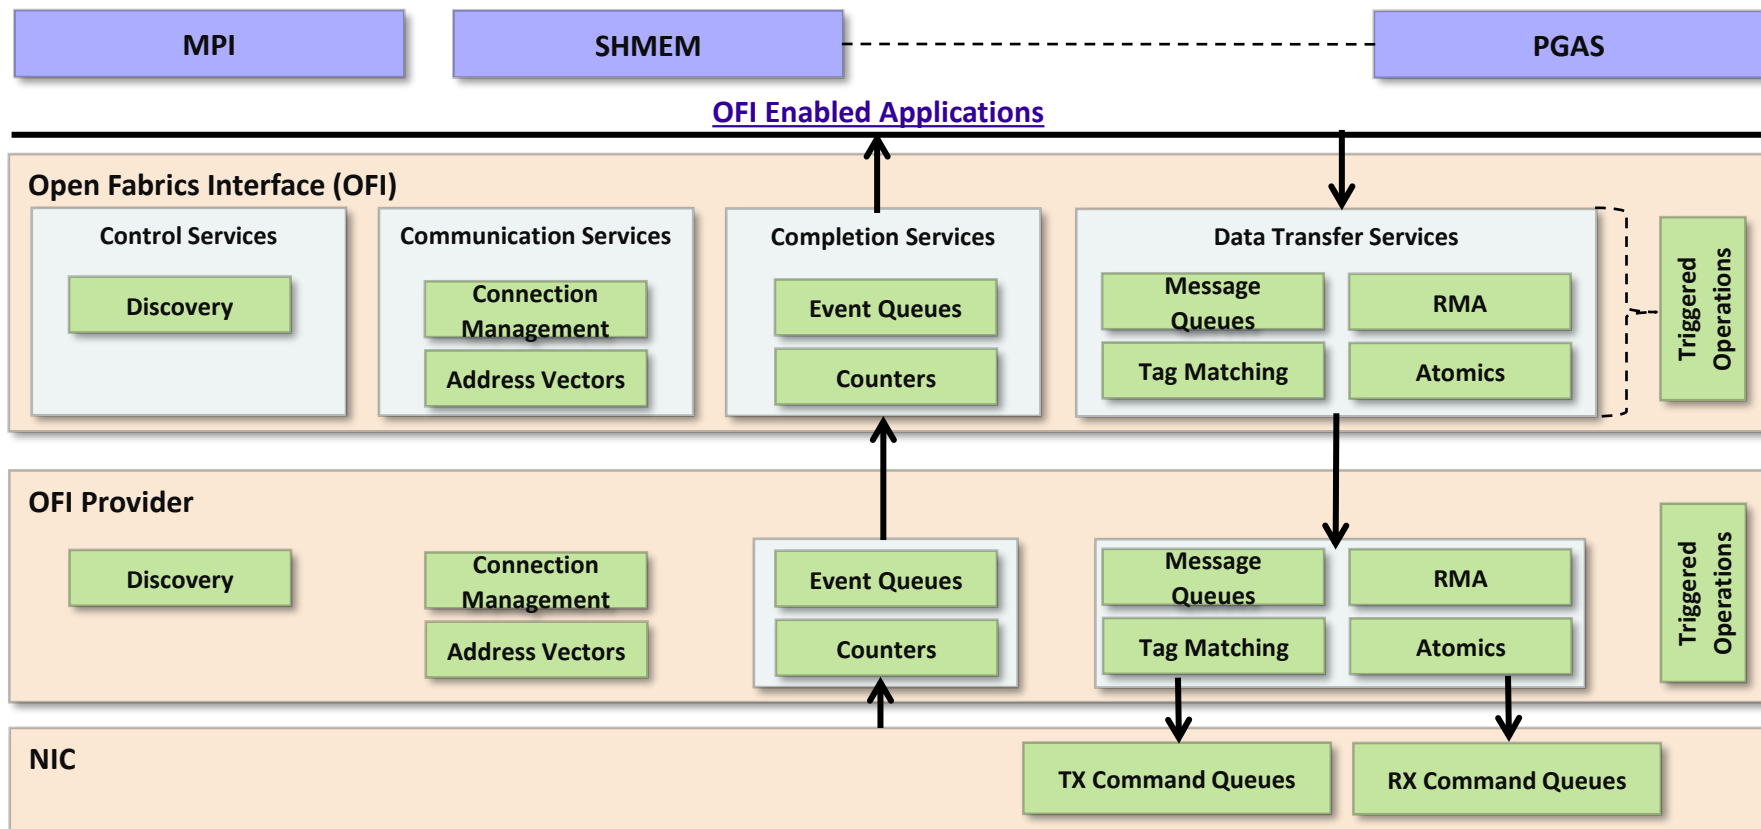 MPI
SHMEM
PGAS
OFI Enabled Applications
Open Fabrics Interface (OFI)
Control Services
Discovery
Communication Services
Connection
Management
Address Vectors
Completion Services
Event Queues
Counters
Data Transfer Services
Message
Queues
RMA
Tag Matching
Atomics
Triggered
Operations
OFI Provider
Discovery
Connection
Management
Address Vectors
Event Queues
Counters
Message
Queues
RMA
Tag Matching
Atomics
Triggered
Operations
NIC
TX Command Queues
RX Command Queues